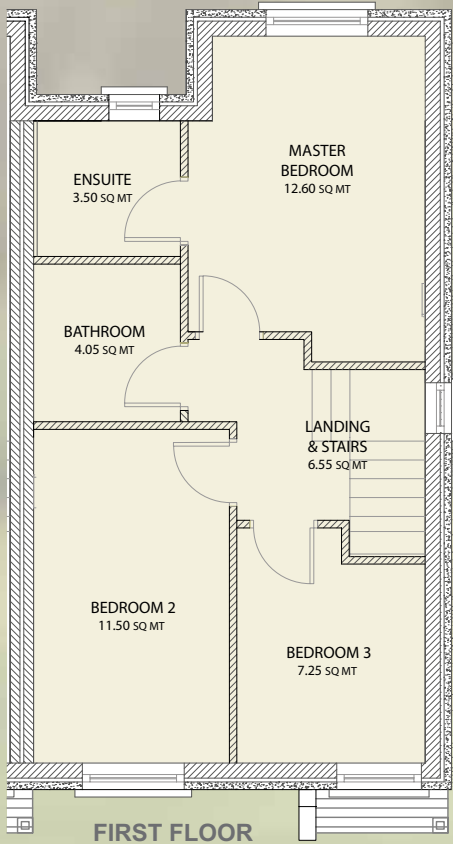 MASTER
BEDROOM
12.60 SQ MT
ENSUITE
3.50 SQ MT
BATHROOM
4.05 SQ MT
LANDING
& STAIRS
6.55 SQ MT
BEDROOM 2
11.50 SQ MT
BEDROOM 3
7.25 SQ MT
FIRST FLOOR